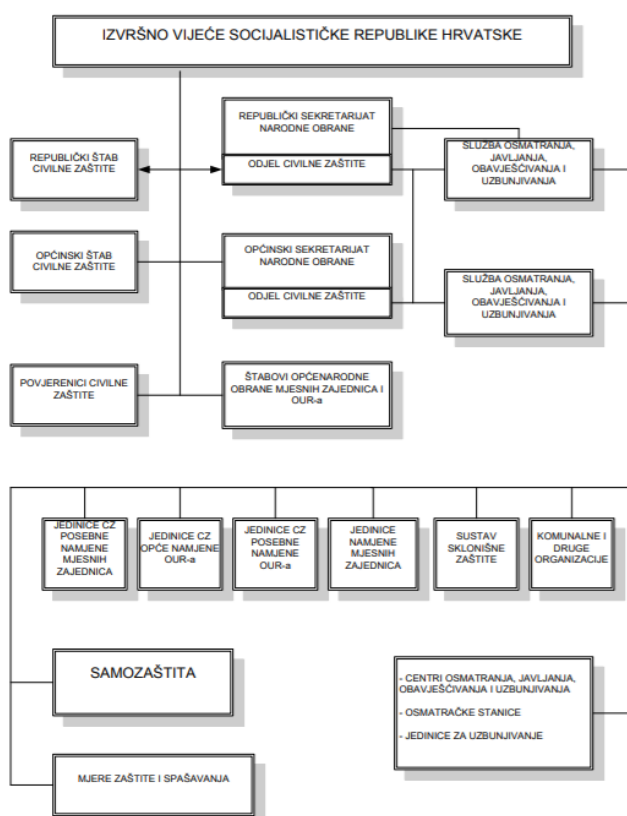 IZVRŠNO VIJEĆE SOCIJALISTIČKE REPUBLIKE HRVATSKE
REPUBLIČKI SEKRETARIJAT
NARODNE OBRANE
ODJEL CIVILNE ZAŠTITE
REPUBLIČKI ŠTAB
CIVILNE ZAŠTITE
SLUŽBA OSMATRANJA,
JAVLJANJA,
OBAVJEŠĆIVANJA I
UZBUNJIVANJA
OPĆINSKI ŠTAB
CIVILNE ZAŠTITE
OPĆINSKI SEKRETARIJAT
NARODNE OBRANE
ODJEL CIVILNE ZAŠTITE
SLUŽBA OSMATRANJA,
JAVLJANJA,
OBAVJEŠĆIVANJA I
UZBUNJIVANJA
POVJERENICI CIVILNE
ZAŠTITE
ŠTABOVI OPĆENARODNE
OBRANE MJESNIH ZAJEDNICA I
OUR-a
JEDINICE CZ
POSEBNE
NAMJENE
MJESNIH
ZAJEDNICA
JEDINICE CZ
OPĆE NAMJENE
OUR-a
JEDINICE CZ
POSEBNE
NAMJENE
OUR-a
JEDINICE
NAMJENE
MJESNIH
ZAJEDNICA
SUSTAV
SKLONIŠNE
ZAŠTITE
KOMUNALNE I
DRUGE
ORGANIZACIJE
SAMOZAŠTITA
- CENTRI OSMATRANJA, JAVLJANJA,
OBAVJEŠĆIVANJA I UZBUNJIVANJA
- OSMATRAČKE STANICE
- JEDINICE ZA UZBUNJIVANJE
MJERE ZAŠTITE I SPAŠAVANJA